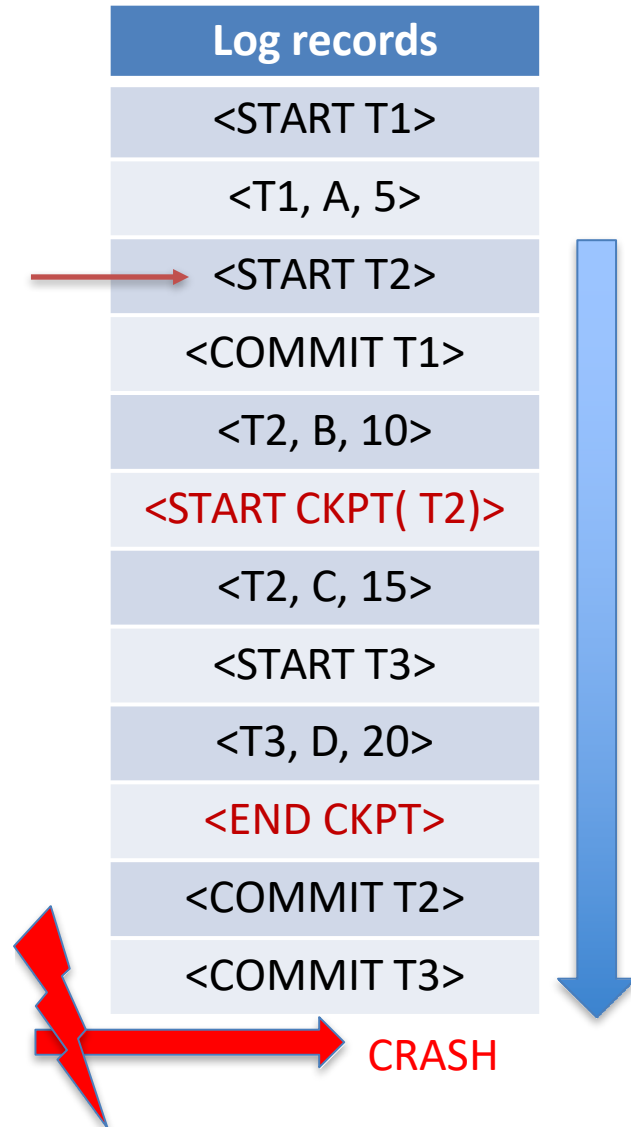 Log records
<START T1>
<T1, A, 5>
<START T2>
<COMMIT T1>
<T2, B, 10>
<START CKPT( T2)>
<T2, C, 15>
<START T3>
<T3, D, 20>
<END CKPT>
<COMMIT T2>
<COMMIT T3>
CRASH